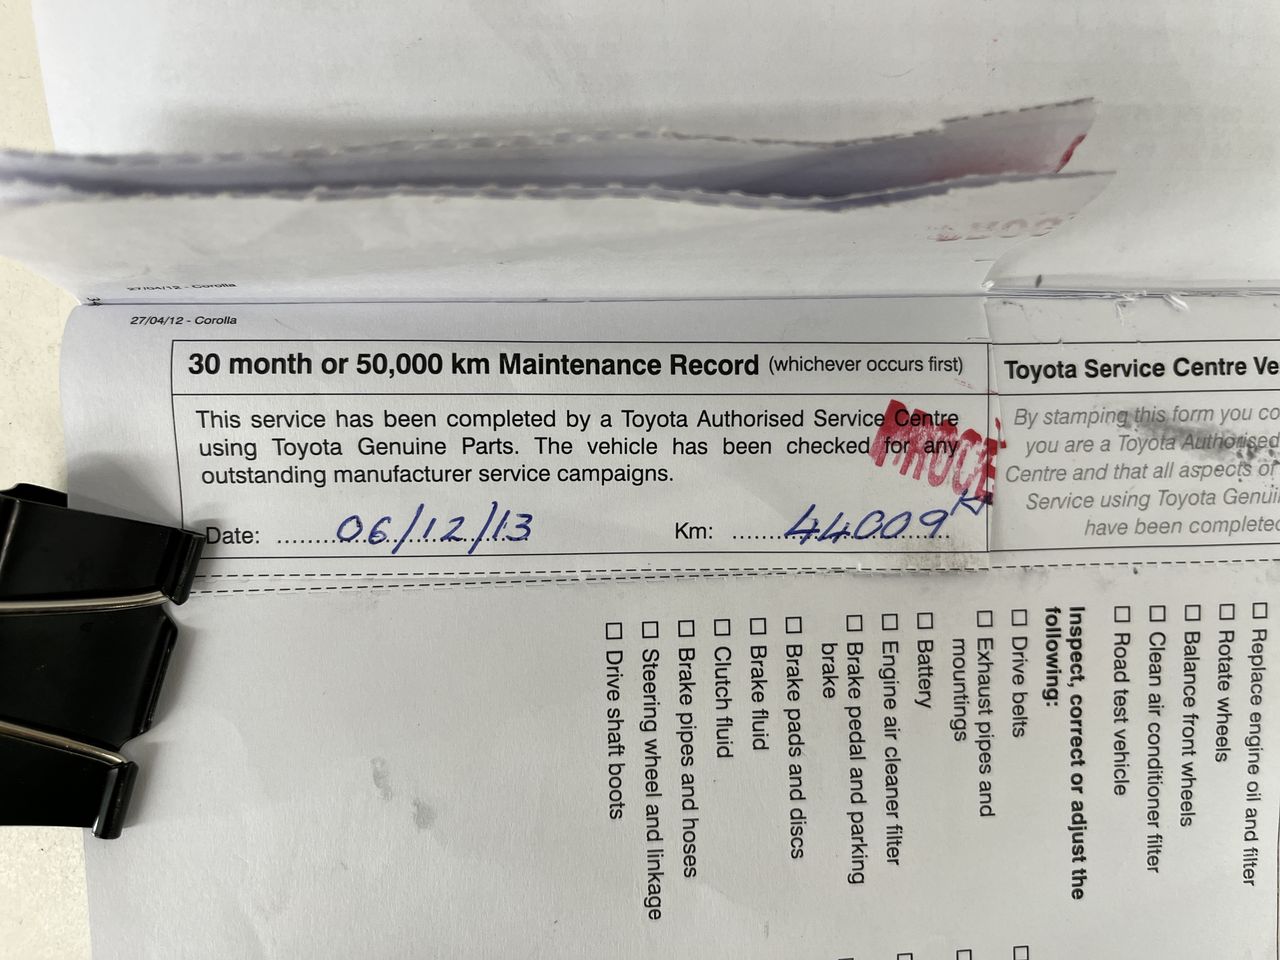 27/04/12 - Corolla
27/04/12 - Corolla
30 month or 50,000 km Maintenance Record (whichever occurs first)
This service has been completed by a Toyota Authorised Service Centre
using Toyota Genuine Parts. The vehicle has been checked for any
outstanding manufacturer service campaigns.
Date: 06/12/13 Km: 44009 KM
Toyota Service Centre Ve
By stamping this form you co
you are a Toyota Authorised
Centre and that all aspects of
Service using Toyota Genui
have been completed
☐ Replace engine oil and filter
☐ Rotate wheels
☐ Balance front wheels
☐ Clean air conditioner filter
☐ Road test vehicle
Inspect, correct or adjust the
following:
☐ Drive belts
☐ Exhaust pipes and
mountings
☐ Battery
☐ Engine air cleaner filter
☐ Brake pedal and parking
brake
☐ Brake pads and discs
☐ Brake fluid
☐ Clutch fluid
☐ Brake pipes and hoses
☐ Steering wheel and linkage
☐ Drive shaft boots